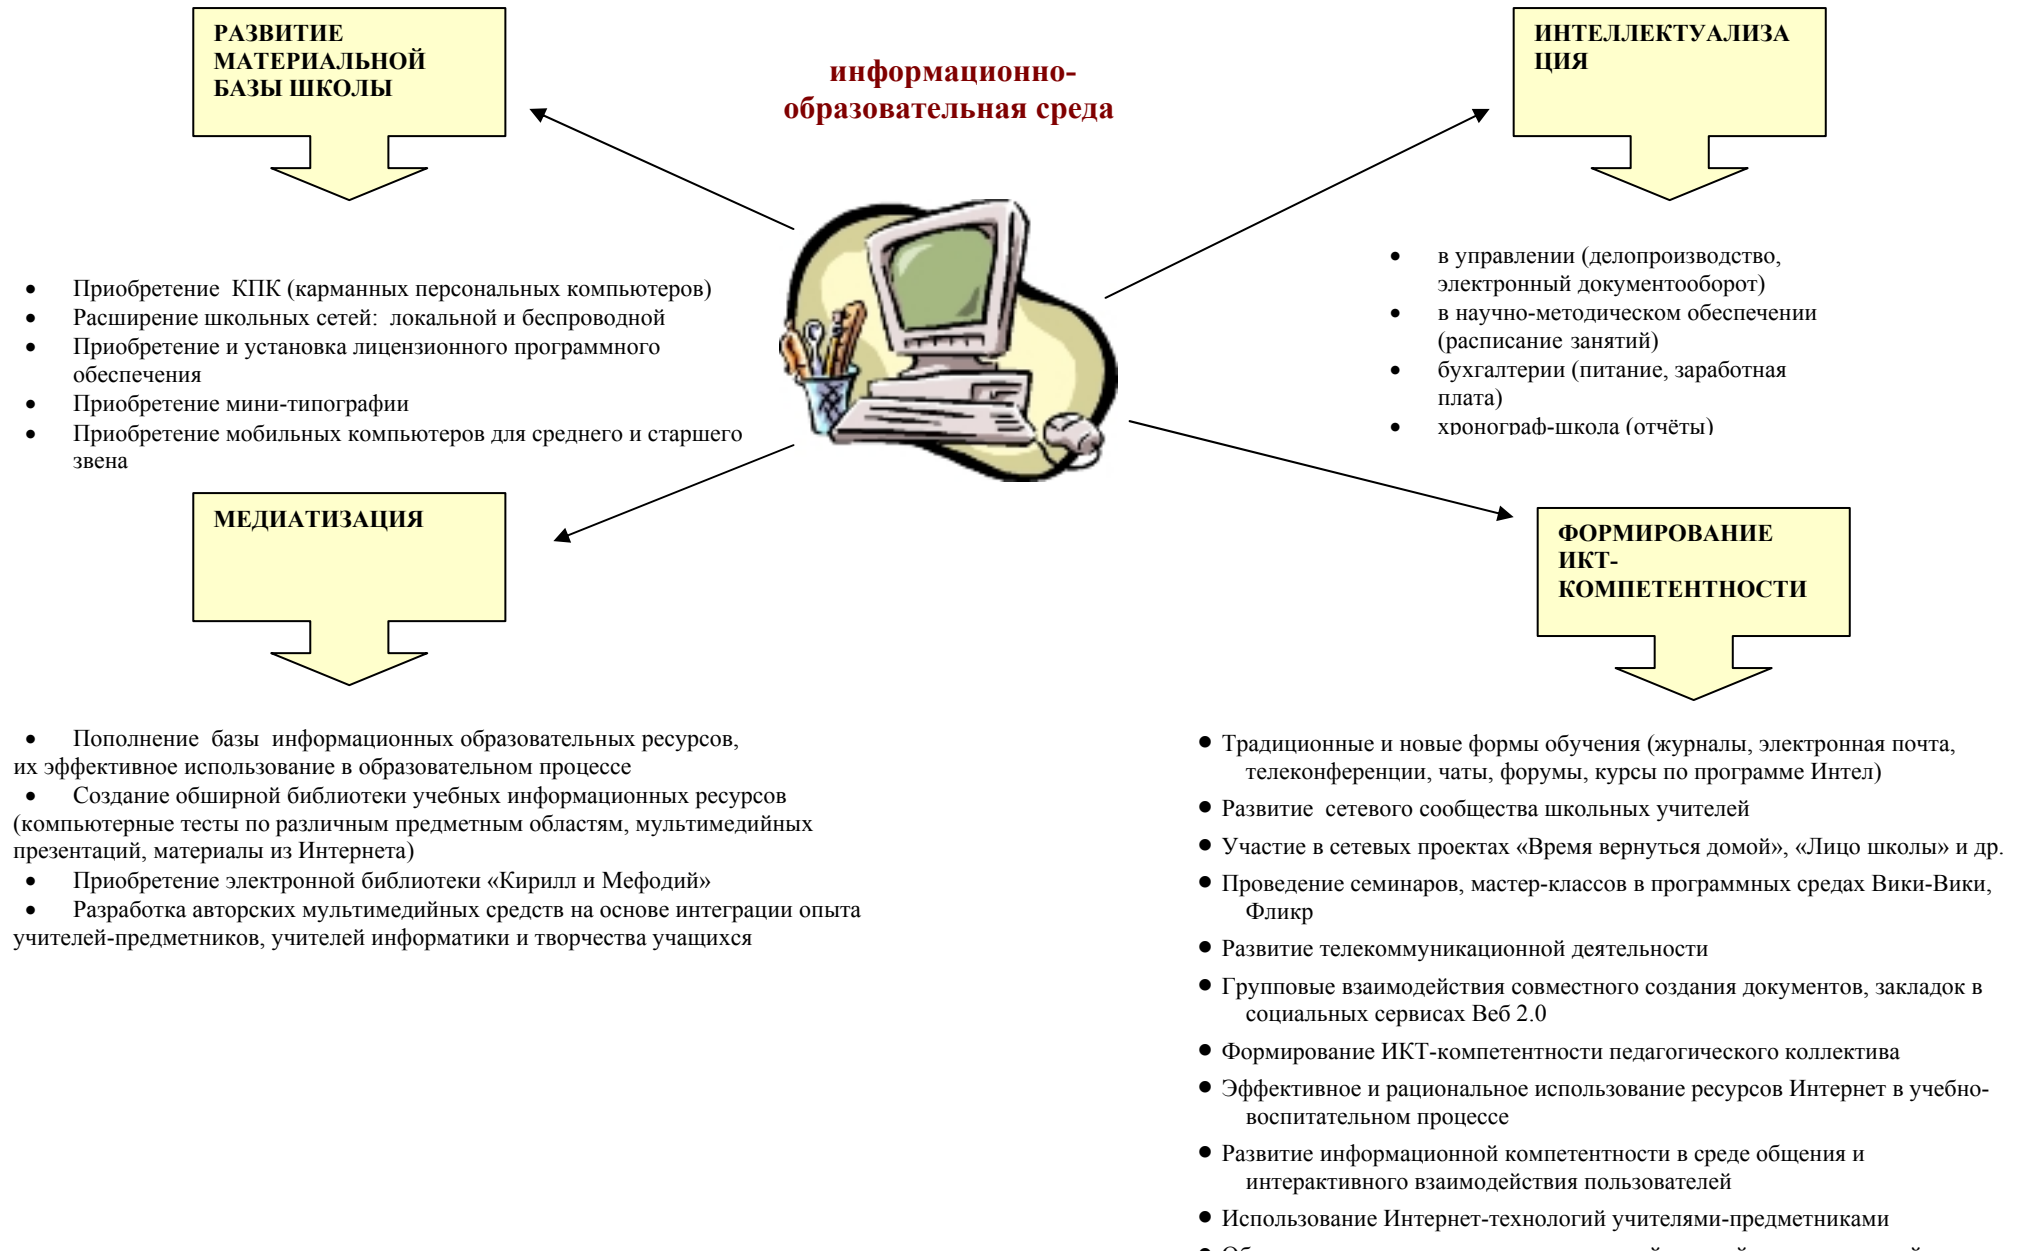 РАЗВИТИЕ
МАТЕРИАЛЬНОЙ
БАЗЫ ШКОЛЫ
информационно-
образовательная среда
ИНТЕЛЛЕКТУАЛИЗА
ЦИЯ
• Приобретение КПК (карманных персональных компьютеров)
• Расширение школьных сетей: локальной и беспроводной
• Приобретение и установка лицензионного программного
обеспечения
• Приобретение мини-типографии
• Приобретение мобильных компьютеров для среднего и старшего
звена
• в управлении (делопроизводство,
электронный документооборот)
• в научно-методическом обеспечении
(расписание занятий)
• бухгалтерии (питание, заработная
плата)
• хронограф-школа (отчёты)
МЕДИАТИЗАЦИЯ
ФОРМИРОВАНИЕ
ИКТ-
КОМПЕТЕНТНОСТИ
• Пополнение базы информационных образовательных ресурсов,
их эффективное использование в образовательном процессе
• Создание обширной библиотеки учебных информационных ресурсов
(компьютерные тесты по различным предметным областям, мультимедийных
презентаций, материалы из Интернета)
• Приобретение электронной библиотеки «Кирилл и Мефодий»
• Разработка авторских мультимедийных средств на основе интеграции опыта
учителей-предметников, учителей информатики и творчества учащихся
• Традиционные и новые формы обучения (журналы, электронная почта,
телеконференции, чаты, форумы, курсы по программе Интел)
• Развитие сетевого сообщества школьных учителей
• Участие в сетевых проектах «Время вернуться домой», «Лицо школы» и др.
• Проведение семинаров, мастер-классов в программных средах Вики-Вики,
Фликр
• Развитие телекоммуникационной деятельности
• Групповые взаимодействия совместного создания документов, закладок в
социальных сервисах Веб 2.0
• Формирование ИКТ-компетентности педагогического коллектива
• Эффективное и рациональное использование ресурсов Интернет в учебно-
воспитательном процессе
• Развитие информационной компетентности в среде общения и
интерактивного взаимодействия пользователей
• Использование Интернет-технологий учителями-предметниками